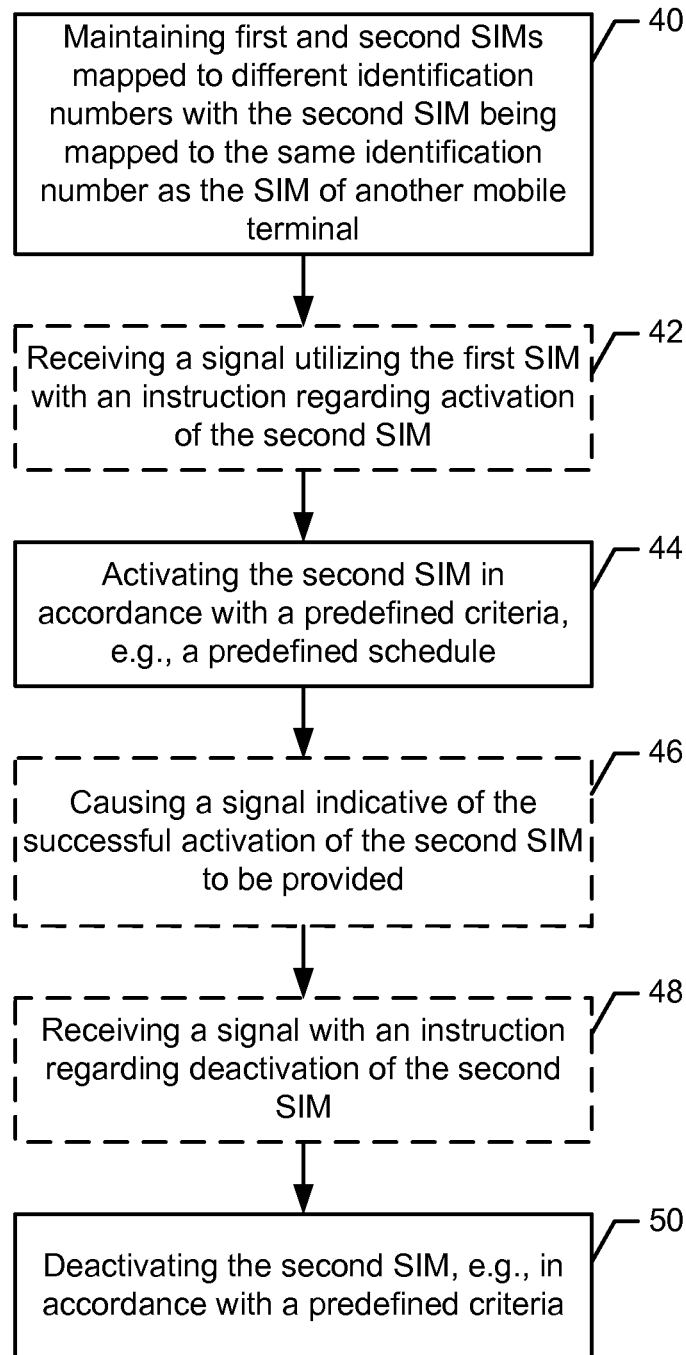 40
Maintaining first and second SIMs
mapped to different identification
numbers with the second SIM being
mapped to the same identification
number as the SIM of another mobile
terminal
42
Receiving a signal utilizing the first SIM
with an instruction regarding activation
of the second SIM
44
Activating the second SIM in
accordance with a predefined criteria,
e.g., a predefined schedule
46
Causing a signal indicative of the
successful activation of the second SIM
to be provided
48
Receiving a signal with an instruction
regarding deactivation of the second
SIM
50
Deactivating the second SIM, e.g., in
accordance with a predefined criteria